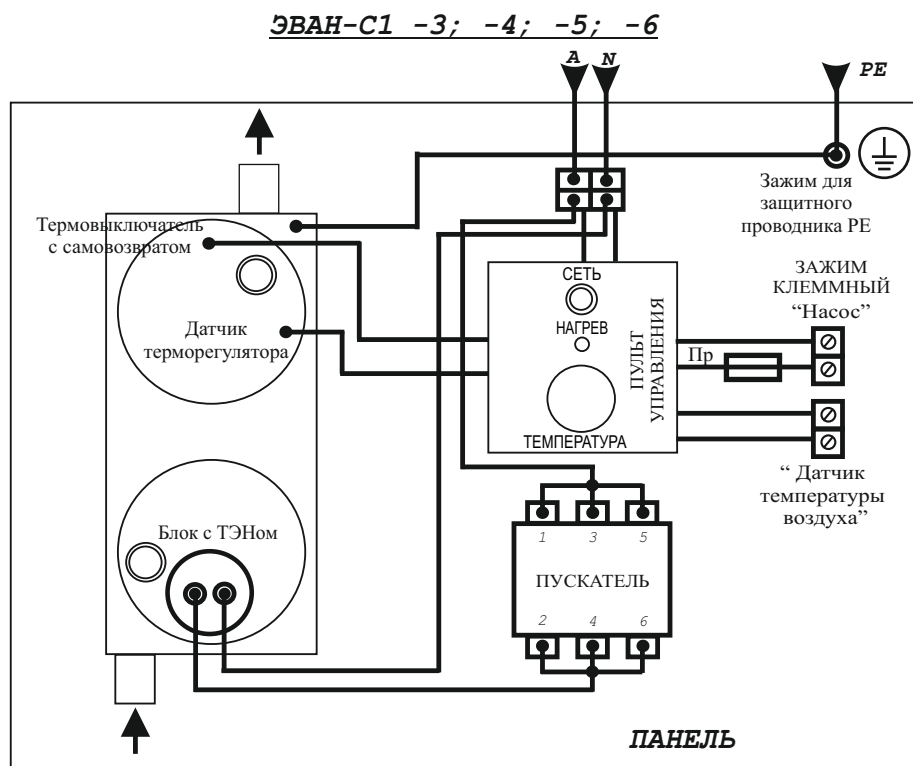 ЭВАН-С1 -3; -4; -5; -6
A
N
PE
Зажим для
защитного
проводника PE
Термовыключатель
с самовозвратом
Датчик
терморегулятора
СЕТЬ
НАГРЕВ
ТЕМПЕРАТУРА
ПУЛЬТ
УПРАВЛЕНИЯ
Пр
ЗАЖИМ
КЛЕММНЫЙ
“Насос”
“ Датчик
температуры
воздуха”
Блок с ТЭНом
1 3 5
ПУСКАТЕЛЬ
2 4 6
ПАНЕЛЬ